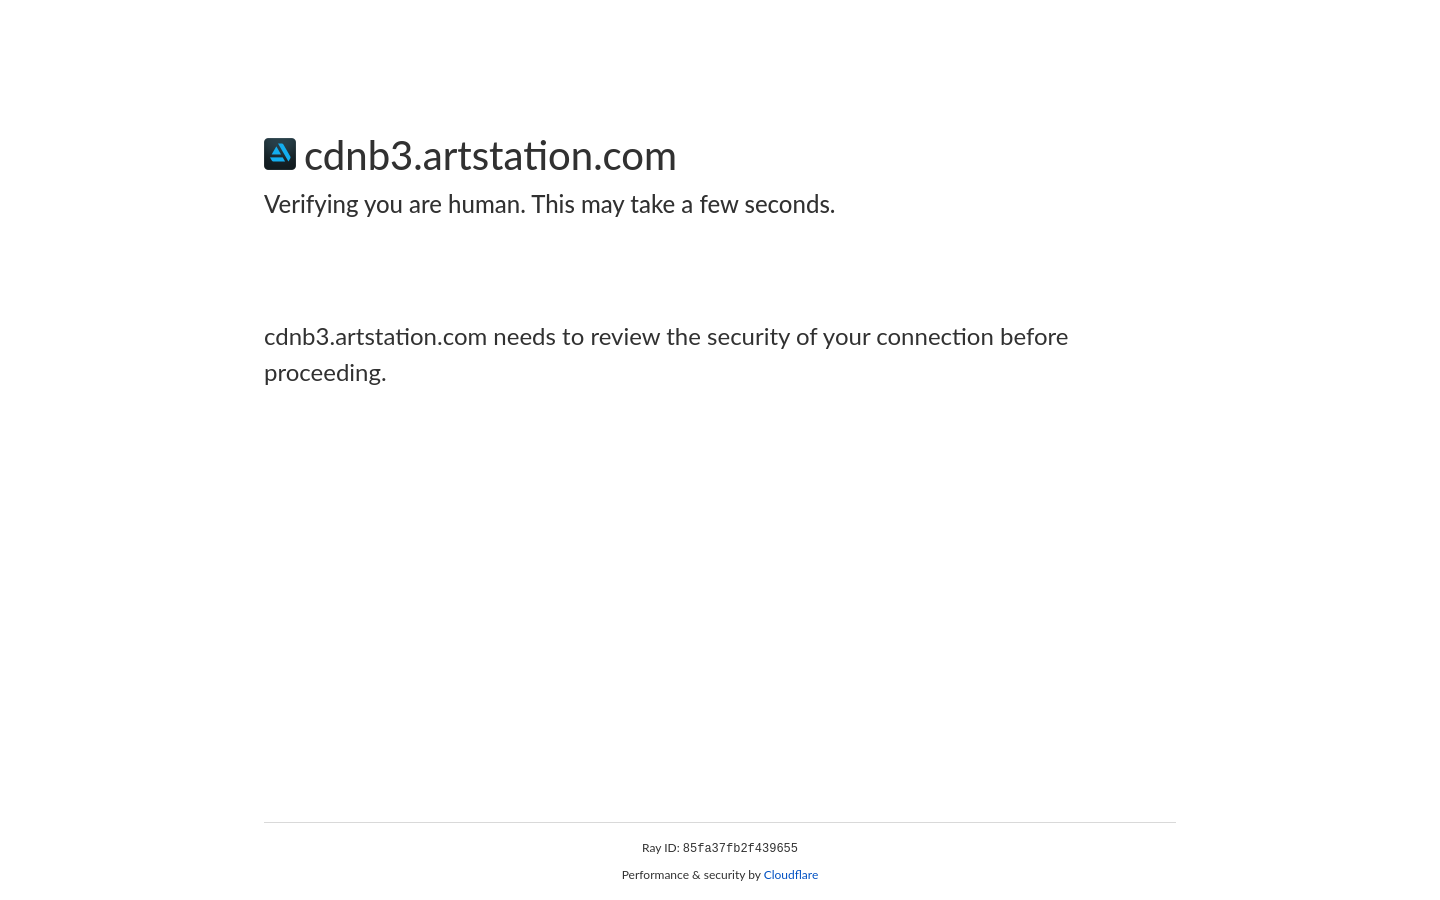 cdnb3.artstation.com
Verifying you are human. This may take a few seconds.
cdnb3.artstation.com needs to review the security of your connection before
proceeding.
Ray ID: 85fa37fb2f439655
Performance & security by Cloudflare